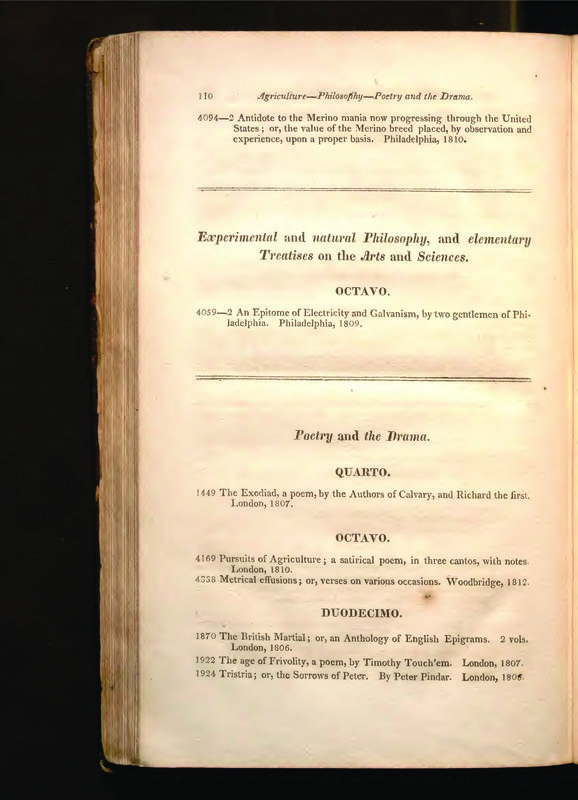 110 Agriculture—Philosophy—Poetry and the Drama.
4094—2 Antidote to the Merino mania now progressing through the United
States; or, the value of the Merino breed placed, by observation and
experience, upon a proper basis. Philadelphia, 1810.
Experimental and natural Philosophy, and elementary
Treatises on the Arts and Sciences.
OCTAVO.
4059—2 An Epitome of Electricity and Galvanism, by two gentlemen of Phi-
ladelphia. Philadelphia, 1809.
Poetry and the Drama.
QUARTO.
1449 The Exodiad, a poem, by the Authors of Calvary, and Richard the first.
London, 1807.
OCTAVO.
4169 Pursuits of Agriculture; a satirical poem, in three cantos, with notes.
London, 1810.
4338 Metrical effusions; or, verses on various occasions. Woodbridge, 1812.
DUODECIMO.
1870 The British Martial; or, an Anthology of English Epigrams. 2 vols.
London, 1806.
1922 The age of Frivolity, a poem, by Timothy Touch'em. London, 1807.
1924 Tristria; or, the Sorrows of Peter. By Peter Pindar. London, 1806